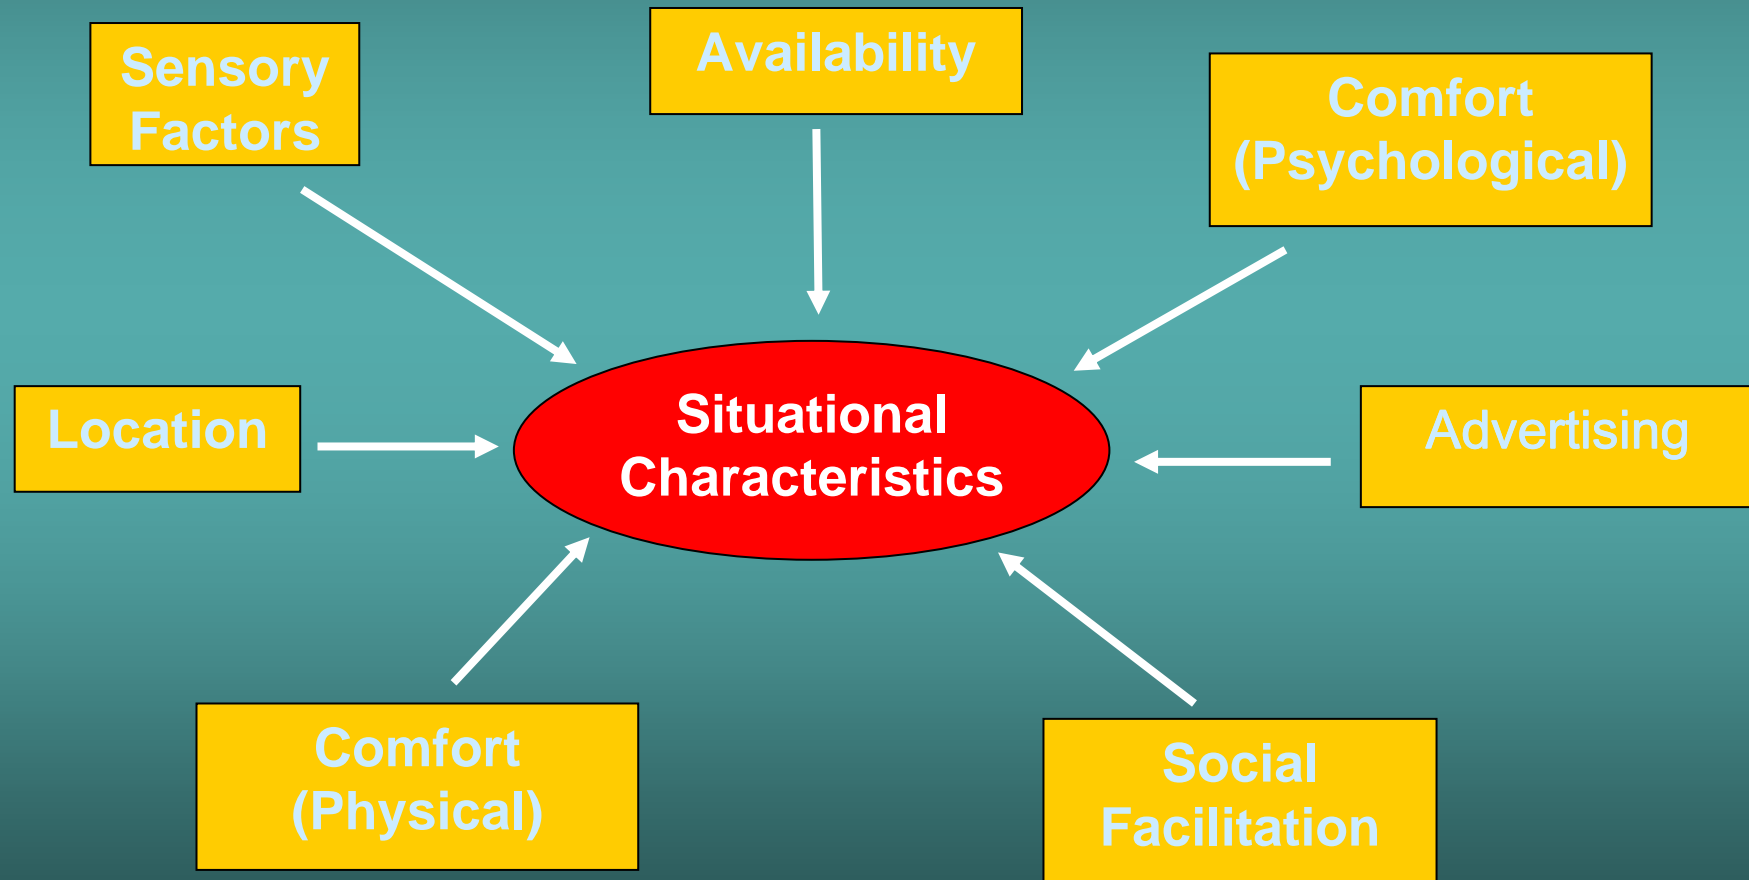 Sensory
Factors
Availability
Comfort
(Psychological)
Location
Situational
Characteristics
Advertising
Comfort
(Physical)
Social
Facilitation